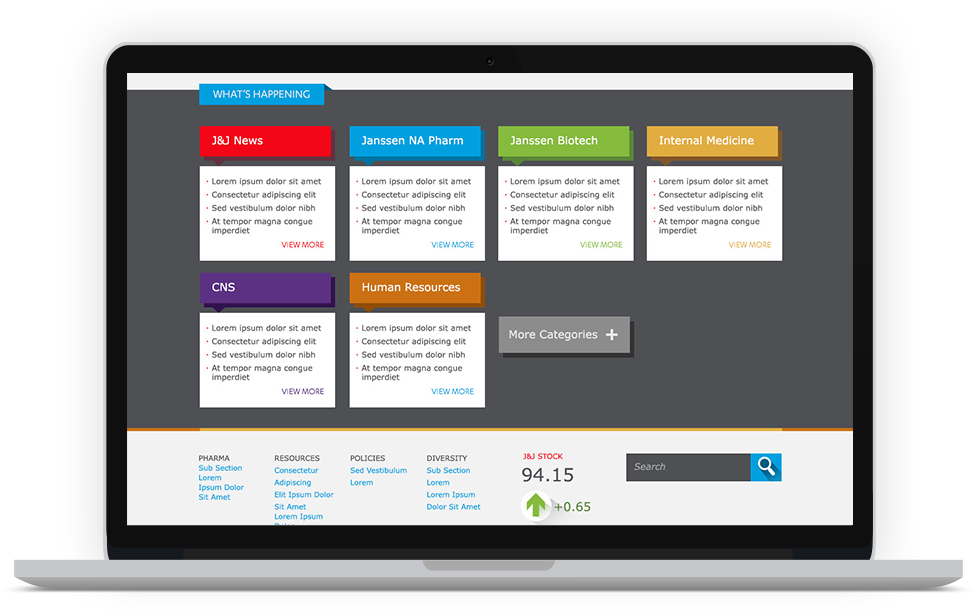 WHAT'S HAPPENING
J&J News
Lorem ipsum dolor sit amet
Consectetur adipiscing elit
Sed vestibulum dolor nibh
At tempor magna congue
imperdiet
VIEW MORE
Janssen NA Pharm
Lorem ipsum dolor sit amet
Consectetur adipiscing elit
Sed vestibulum dolor nibh
At tempor magna congue
imperdiet
VIEW MORE
Janssen Biotech
Lorem ipsum dolor sit amet
Consectetur adipiscing elit
Sed vestibulum dolor nibh
At tempor magna congue
imperdiet
VIEW MORE
Internal Medicine
Lorem ipsum dolor sit amet
Consectetur adipiscing elit
Sed vestibulum dolor nibh
At tempor magna congue
imperdiet
VIEW MORE
CNS
Lorem ipsum dolor sit amet
Consectetur adipiscing elit
Sed vestibulum dolor nibh
At tempor magna congue
imperdiet
VIEW MORE
Human Resources
Lorem ipsum dolor sit amet
Consectetur adipiscing elit
Sed vestibulum dolor nibh
At tempor magna congue
imperdiet
VIEW MORE
More Categories +
PHARMA
Sub Section
Lorem
Ipsum Dolor
Sit Amet
RESOURCES
Consectetur
Adipiscing
Elit Ipsum Dolor
Sit Amet
Lorem Ipsum
POLICIES
Sed Vestibulum
Lorem
DIVERSITY
Sub Section
Lorem
Lorem Ipsum
Dolor Sit Amet
J&J STOCK
94.15
+0.65
Search